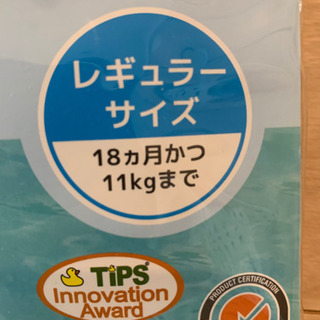 レギュラー
サイズ
18ヵ月かつ
11kgまで
TiPS
Innovation
Award
PRODUCT CERTIFICATION